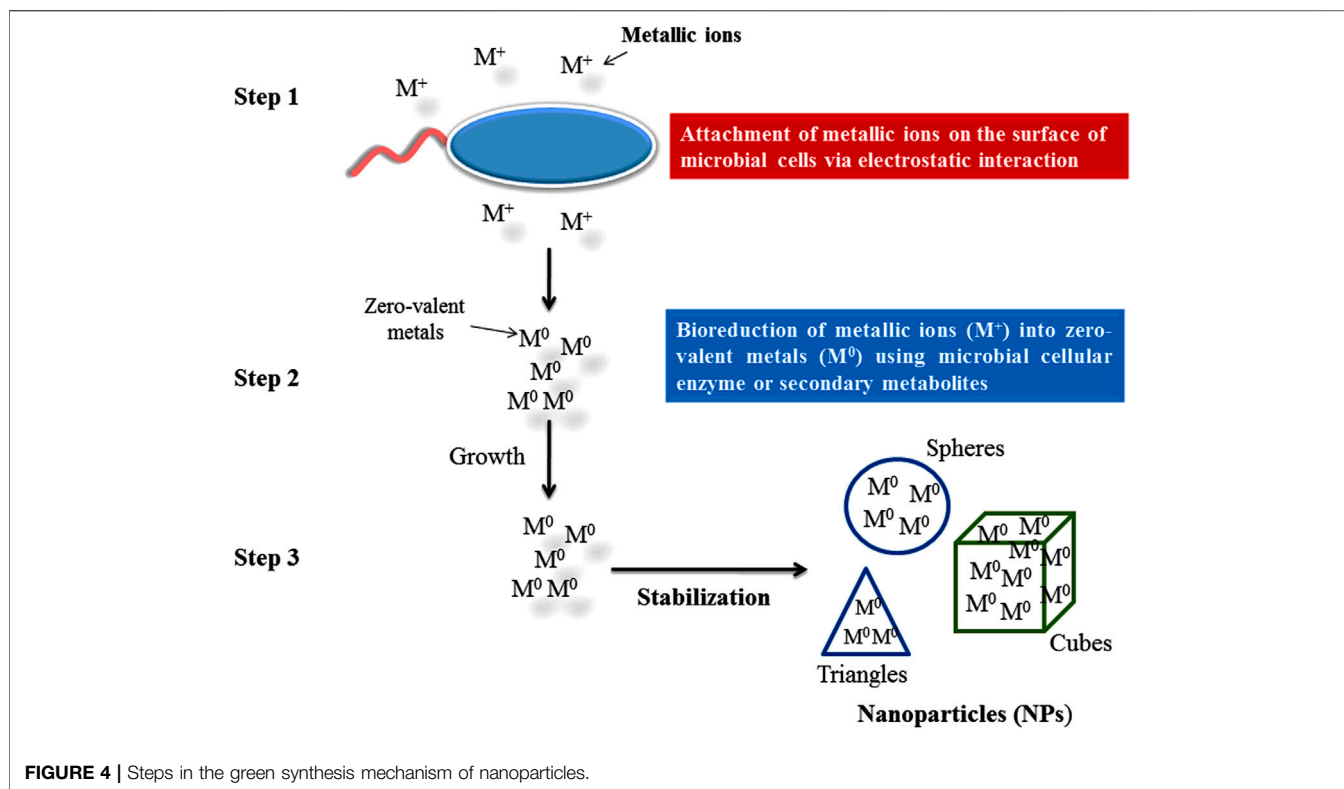 Metallic ions
M⁺
M⁺
M⁺
Step 1
Attachment of metallic ions on the surface of
microbial cells via electrostatic interaction
M⁺
M⁺
Zero-valent
metals
M⁰
M⁰
M⁰
M⁰ M⁰
Step 2
Bioreduction of metallic ions (M⁺) into zero-
valent metals (M⁰) using microbial cellular
enzyme or secondary metabolites
Growth
Step 3
M⁰
M⁰
M⁰
M⁰ M⁰
Stabilization
Spheres
M⁰
M⁰
M⁰
M⁰
M⁰
M⁰M⁰
Triangles
M⁰
M⁰
M⁰
M⁰
M⁰
M⁰
M⁰
M⁰
M⁰
Cubes
Nanoparticles (NPs)
FIGURE 4 | Steps in the green synthesis mechanism of nanoparticles.